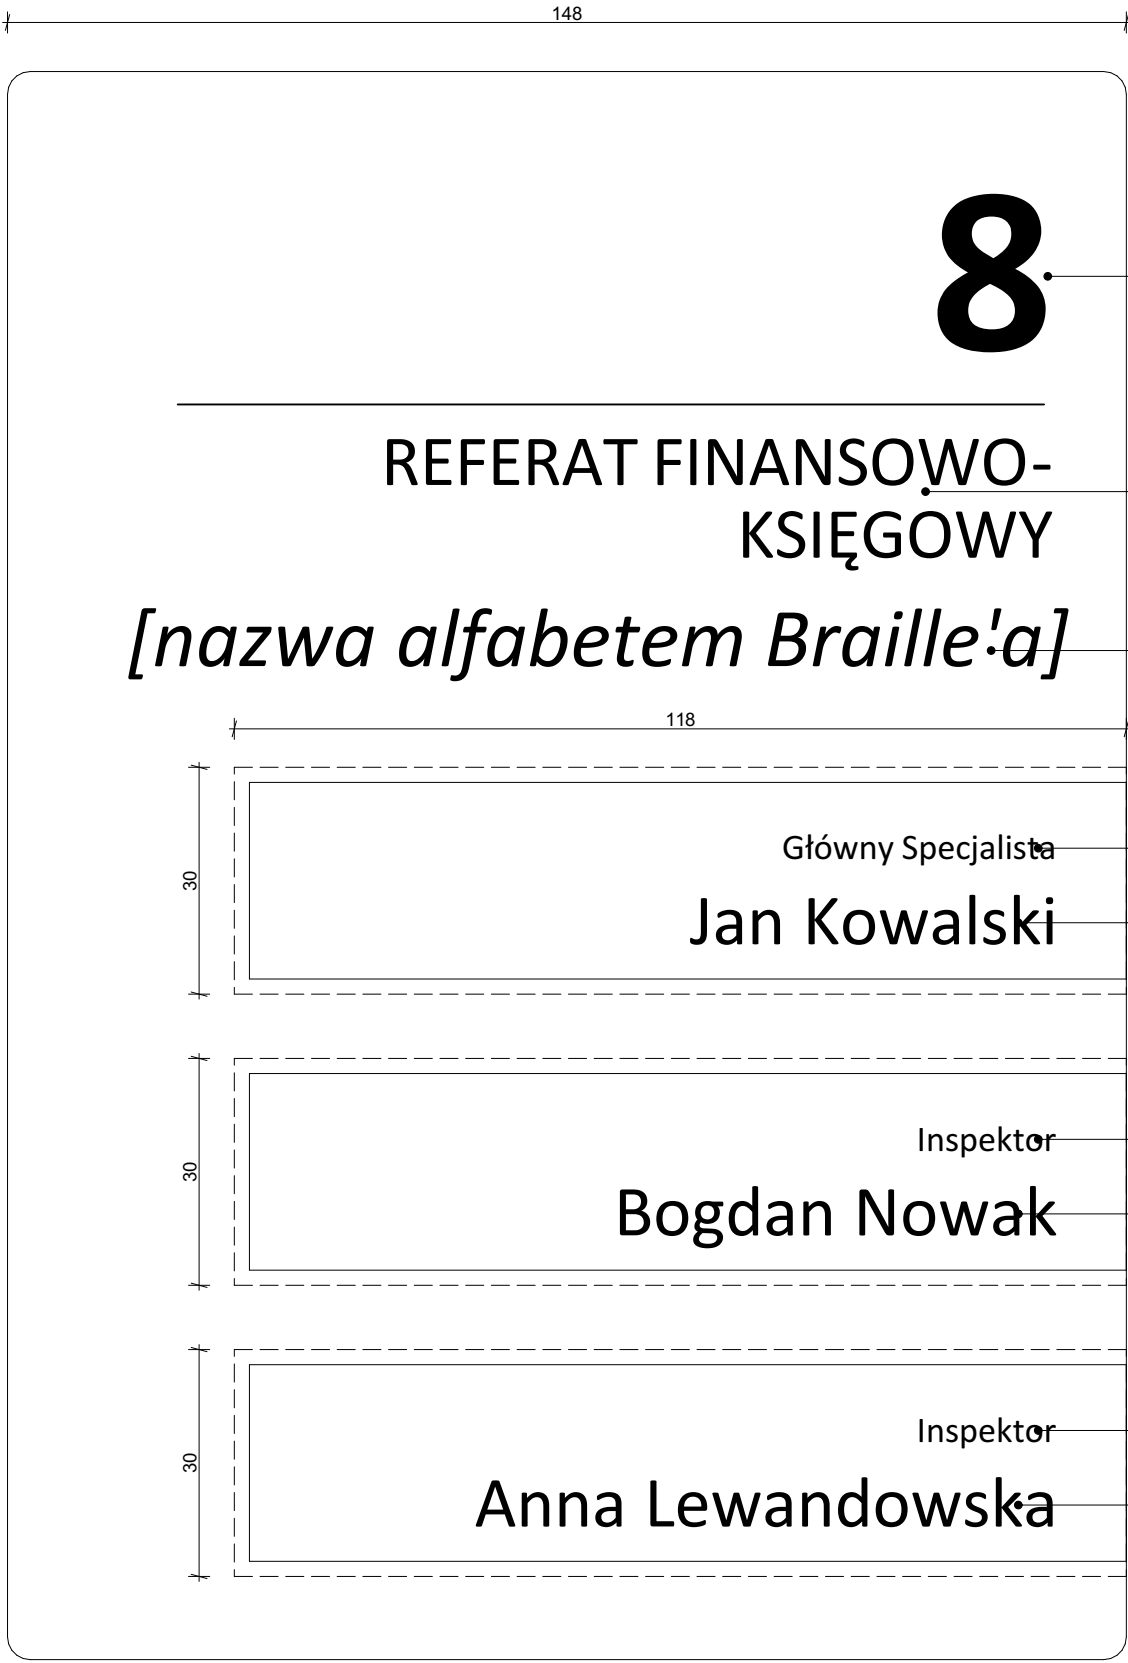 148
8
REFERAT FINANSOWO-
KSIĘGOWY
[nazwa alfabetem Braille'a]
118
30
Główny Specjalista
Jan Kowalski
30
Inspektor
Bogdan Nowak
30
Inspektor
Anna Lewandowska